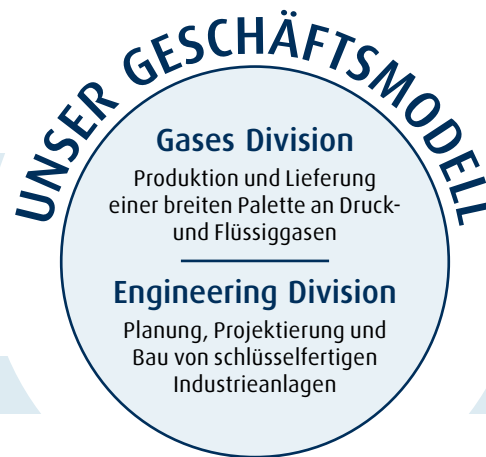 UNSER GESCHÄFTSMODELL
Gases Division
Produktion und Lieferung
einer breiten Palette an Druck-
und Flüssiggasen
Engineering Division
Planung, Projektierung und
Bau von schlüsselfertigen
Industrieanlagen